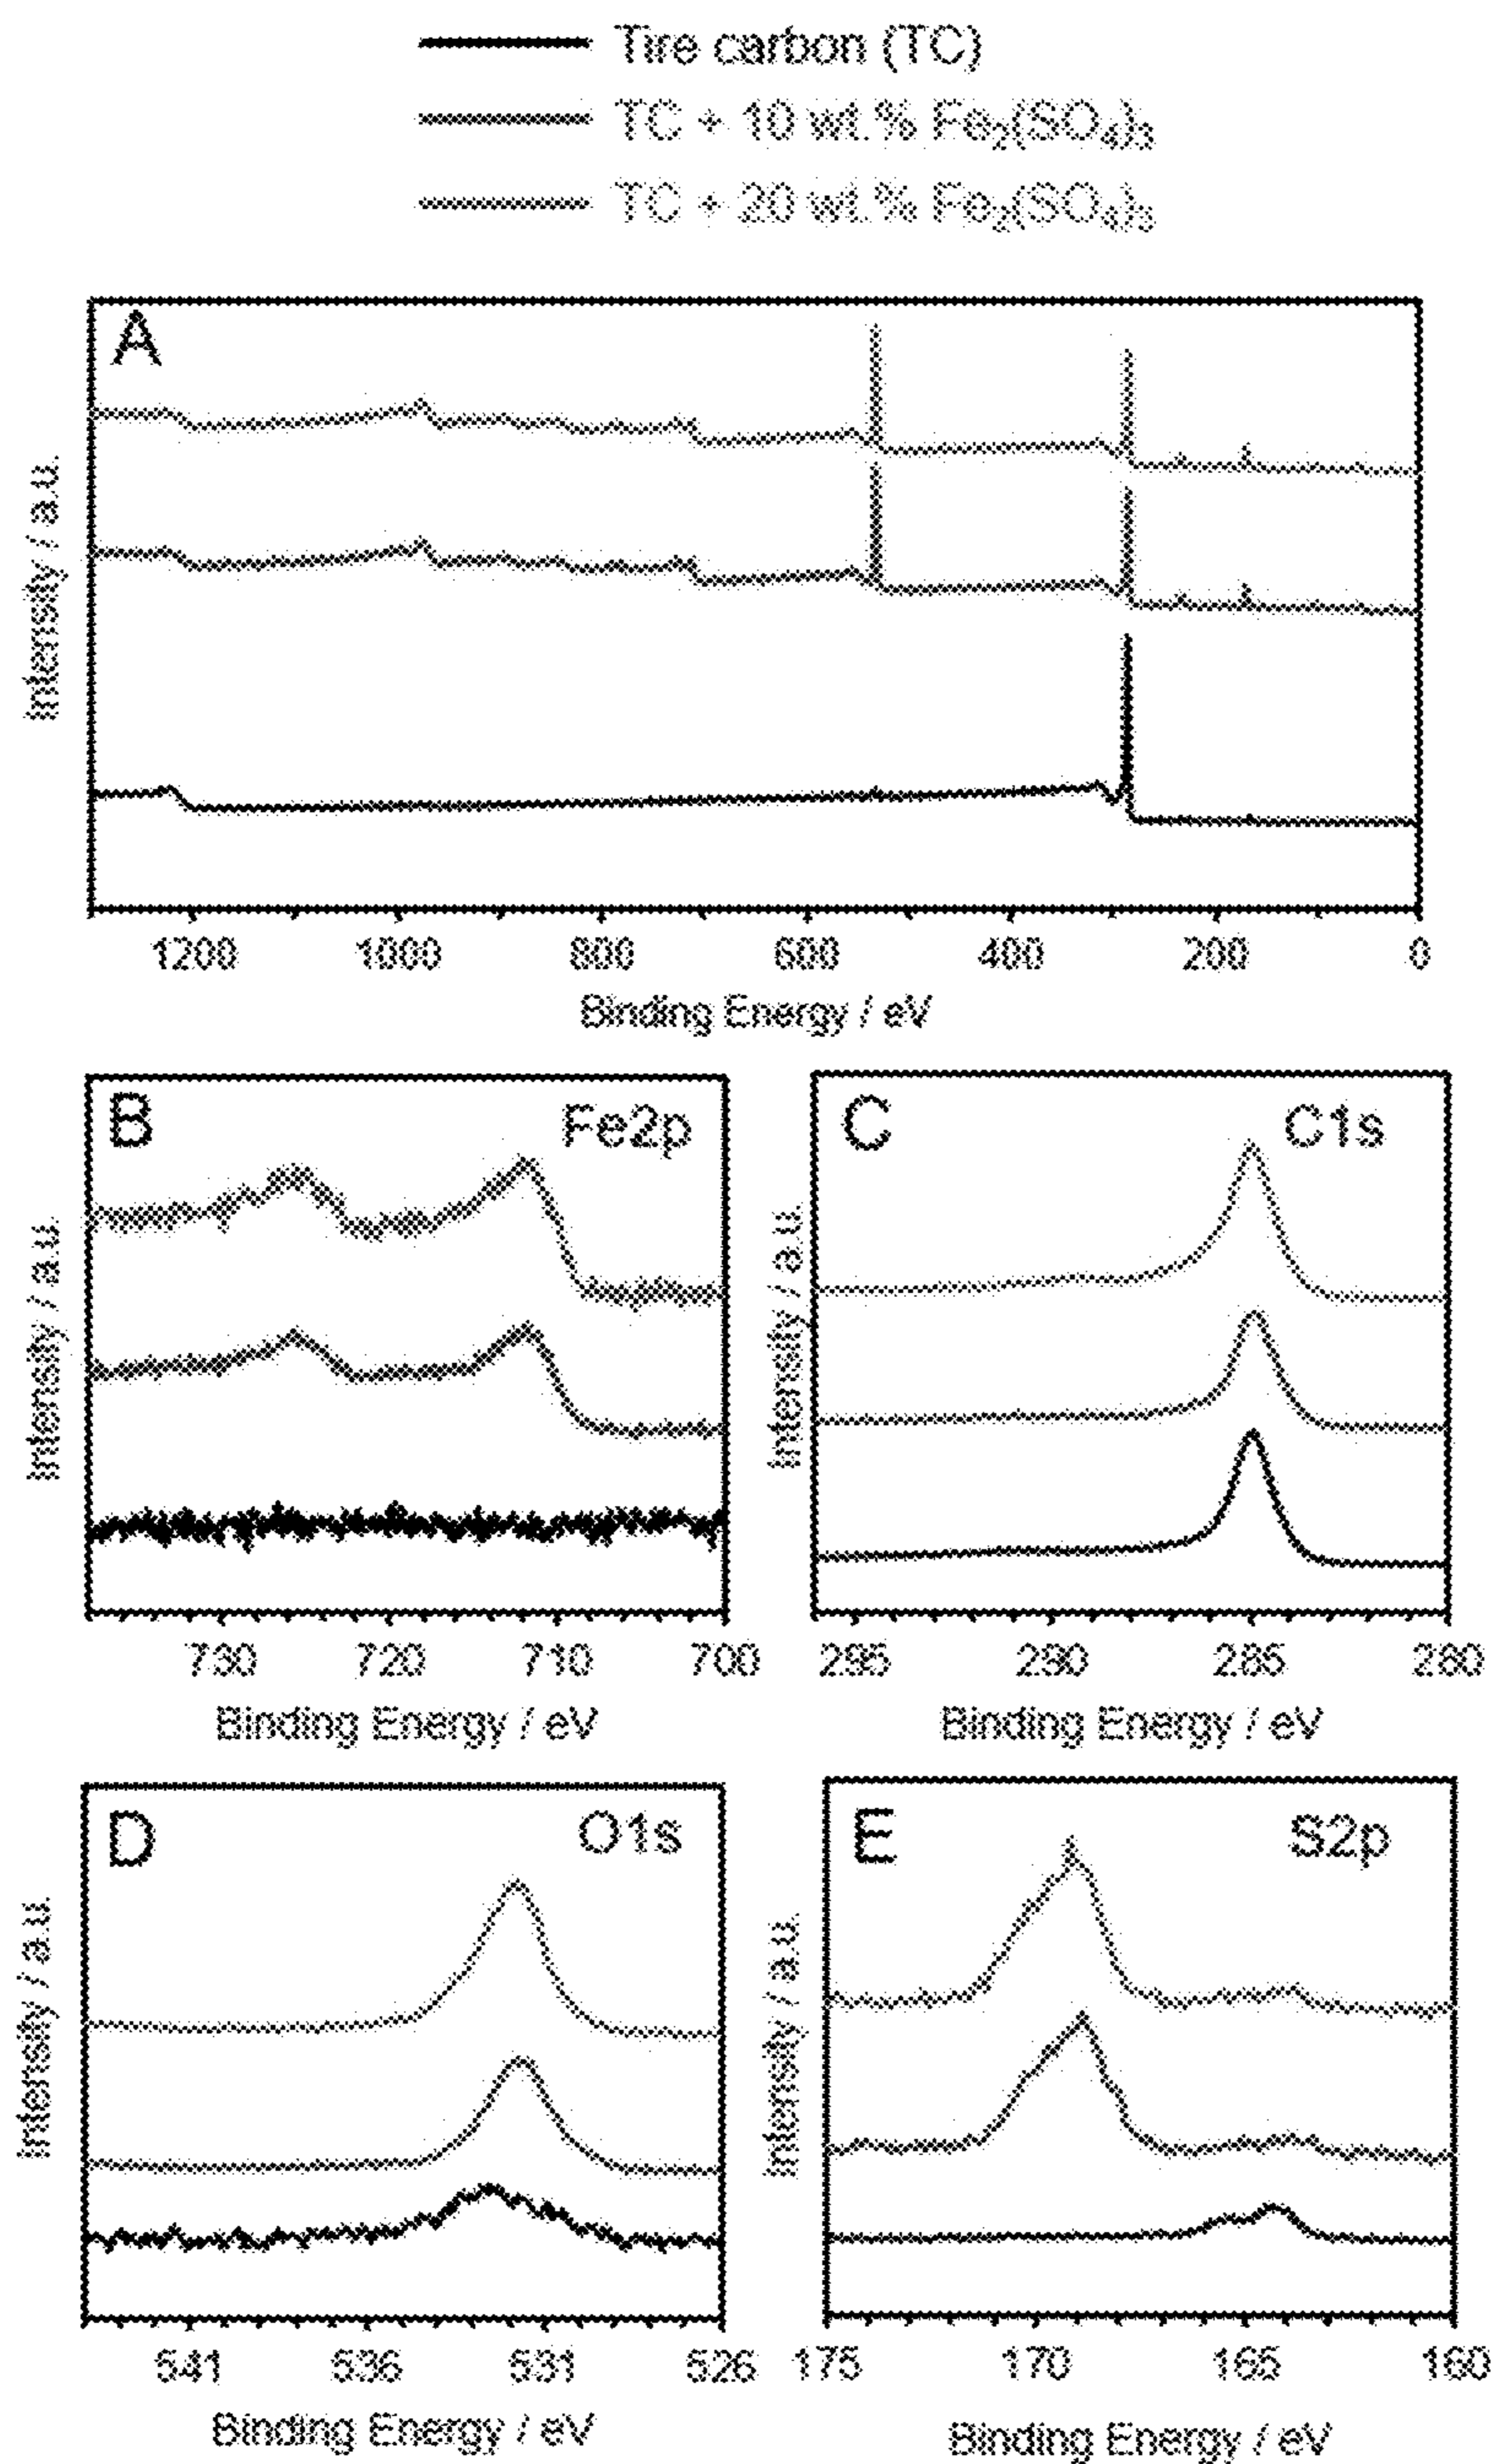 Tire carbon (TC)
TC + 10 wt.% Fe₂(SO₄)₃
TC + 20 wt.% Fe₂(SO₄)₃
A
Intensity / a.u.
1200 1000 800 600 400 200 0
Binding Energy / eV
B Fe2p
Intensity / a.u.
730 720 710 700
Binding Energy / eV
C C1s
Intensity / a.u.
295 290 285 280
Binding Energy / eV
D O1s
Intensity / a.u.
541 536 531 526
Binding Energy / eV
E S2p
Intensity / a.u.
175 170 165 160
Binding Energy / eV